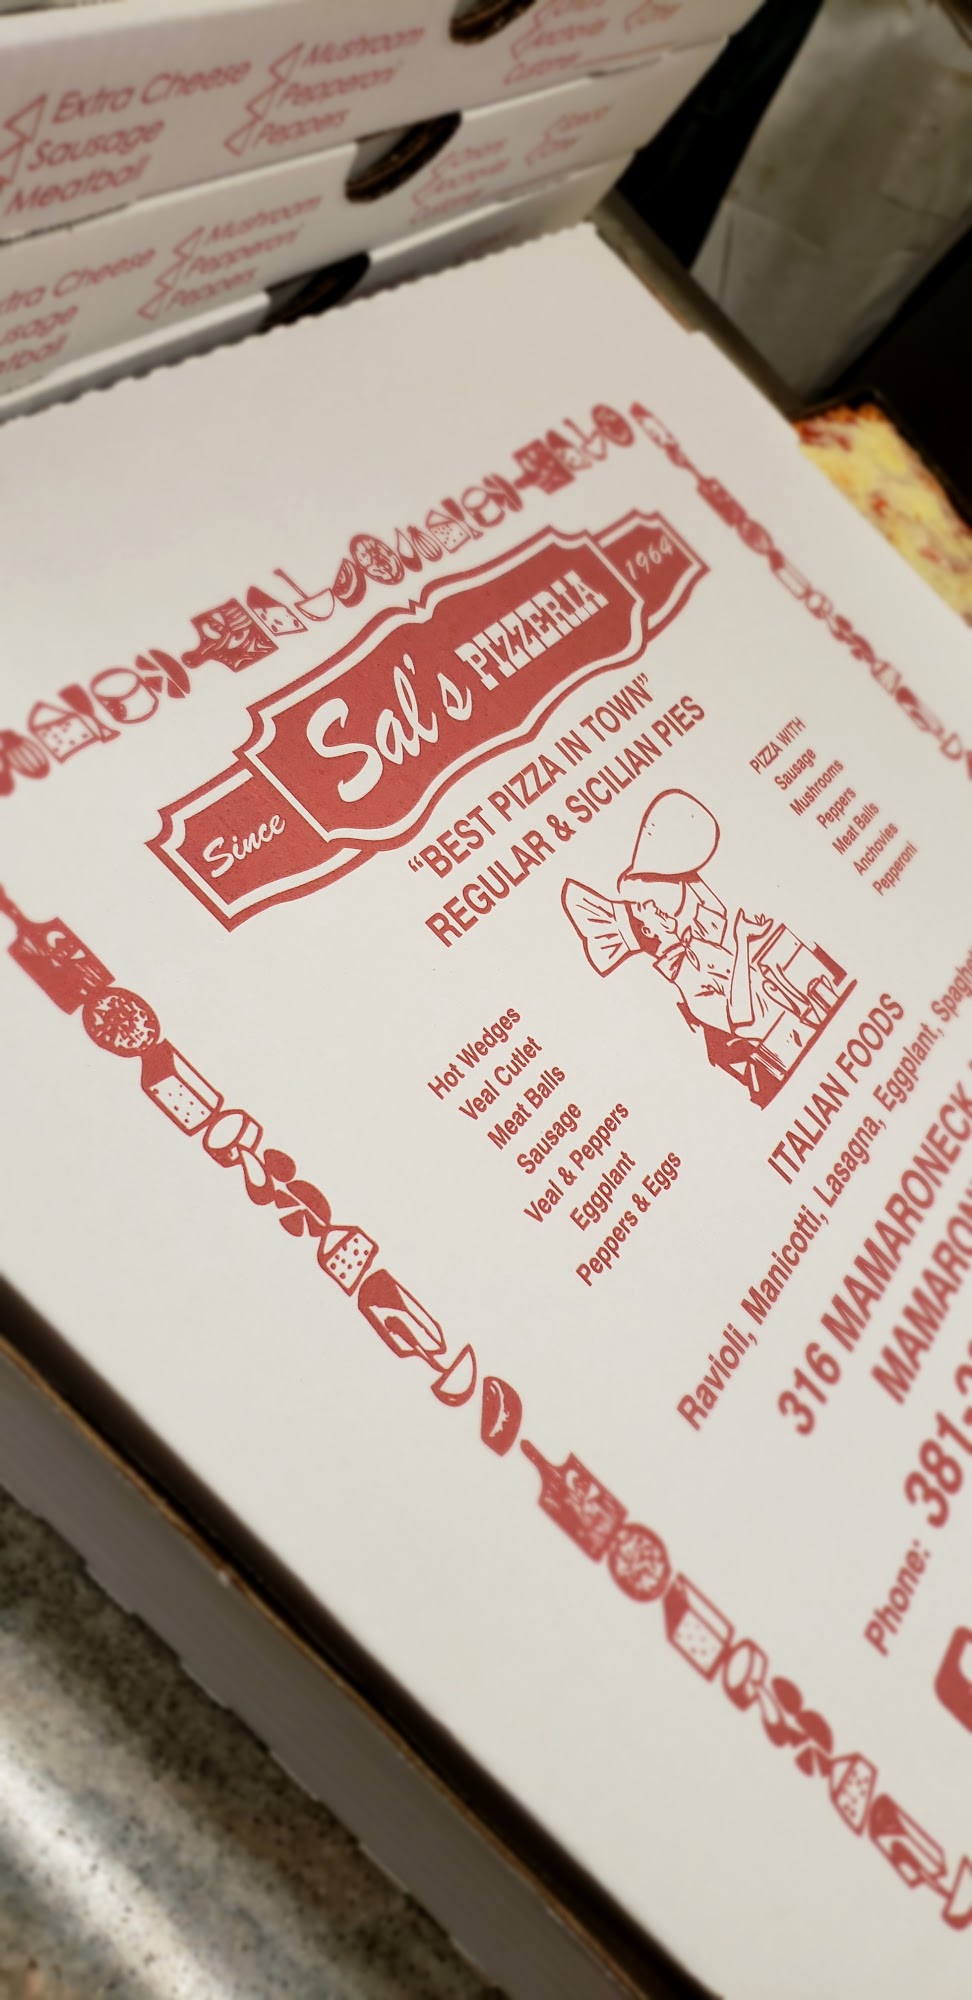 Extra Cheese
Sausage
Meatball
Mushroom
Pepperoni
Peppers
Mushroom
Pepperoni
Peppers
Since
Sal's PIZZERIA
1964
"BEST PIZZA IN TOWN"
REGULAR & SICILIAN PIES
PIZZA WITH
Sausage
Mushrooms
Peppers
Meat Balls
Anchovies
Pepperoni
Hot Wedges
Veal Cutlet
Meat Balls
Sausage
Veal & Peppers
Eggplant
Peppers & Eggs
ITALIAN FOODS
Ravioli, Manicotti, Lasagna, Eggplant,
316 MAMARONECK
Phone: 381-